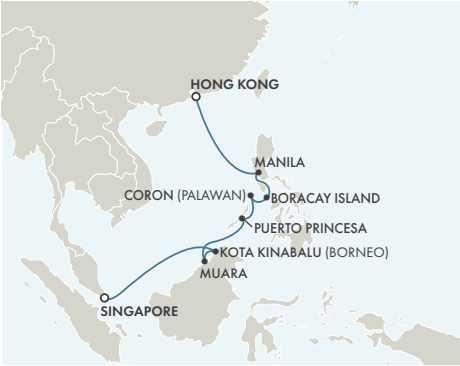 HONG KONG
MANILA
CORON (PALAWAN)
BORACAY ISLAND
PUERTO PRINCESA
KOTA KINABALU (BORNEO)
MUARA
SINGAPORE